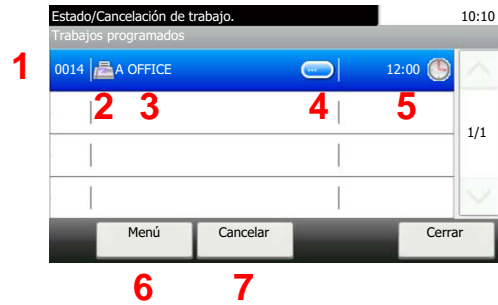 Estado/Cancelación de trabajo. 10:10
Trabajos programados
1 0014 A OFFICE ... 12:00
2 3 4 5
1/1
Menú Cancelar Cerrar
6 7